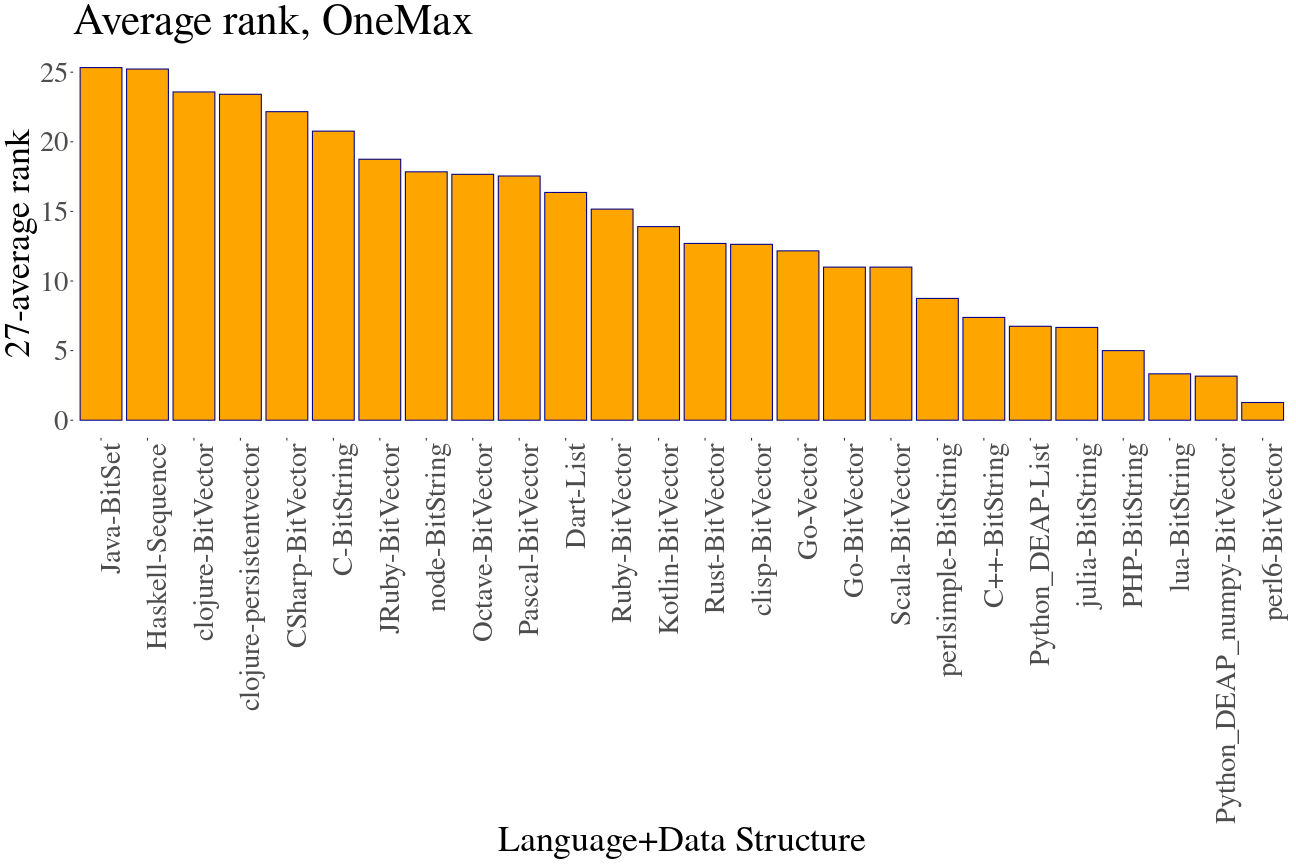 Average rank, OneMax
27-average rank
25
20
15
10
5
0
Java-BitSet
Haskell-Sequence
clojure-BitVector
clojure-persistentvector
CSharp-BitVector
C-BitString
JRuby-BitVector
node-BitString
Octave-BitVector
Pascal-BitVector
Dart-List
Ruby-BitVector
Kotlin-BitVector
Rust-BitVector
clisp-BitVector
Go-Vector
Go-BitVector
Scala-BitVector
perlsimple-BitString
C++-BitString
Python_DEAP-List
julia-BitString
PHP-BitString
lua-BitString
Python_DEAP_numpy-BitVector
perl6-BitVector
Language+Data Structure